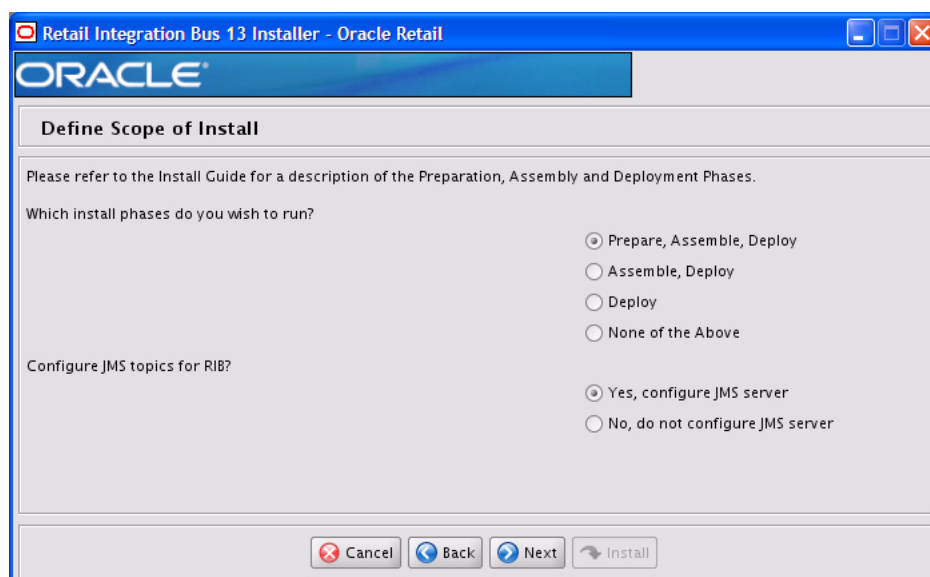 Retail Integration Bus 13 Installer - Oracle Retail
ORACLE®
Define Scope of Install
Please refer to the Install Guide for a description of the Preparation, Assembly and Deployment Phases.
Which install phases do you wish to run?
Prepare, Assemble, Deploy
Assemble, Deploy
Deploy
None of the Above
Configure JMS topics for RIB?
Yes, configure JMS server
No, do not configure JMS server
Cancel Back Next Install